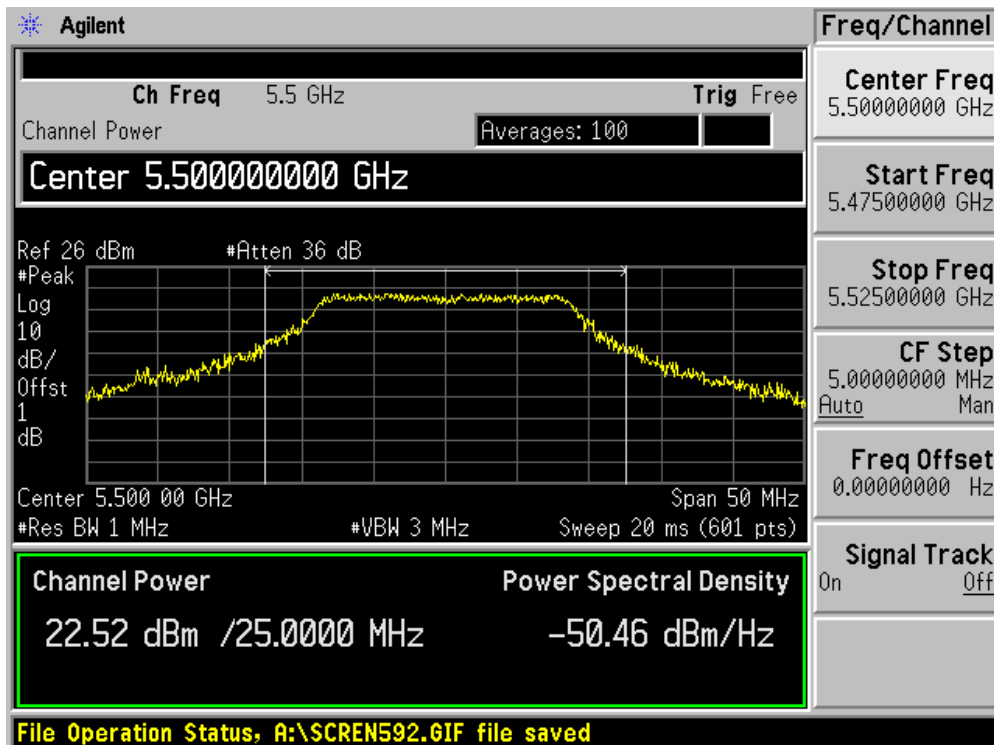 Agilent
Ch Freq 5.5 GHz Trig Free
Channel Power Averages: 100
Center 5.500000000 GHz
Ref 26 dBm #Atten 36 dB
#Peak
Log
10
dB/
Offst
1
dB
Center 5.500 00 GHz Span 50 MHz
#Res BW 1 MHz #VBW 3 MHz Sweep 20 ms (601 pts)
Channel Power Power Spectral Density
22.52 dBm /25.0000 MHz -50.46 dBm/Hz
File Operation Status, A:\SCREN592.GIF file saved
Freq/Channel
Center Freq
5.50000000 GHz
Start Freq
5.47500000 GHz
Stop Freq
5.52500000 GHz
CF Step
5.00000000 MHz
Auto Man
Freq Offset
0.00000000 Hz
Signal Track
On Off